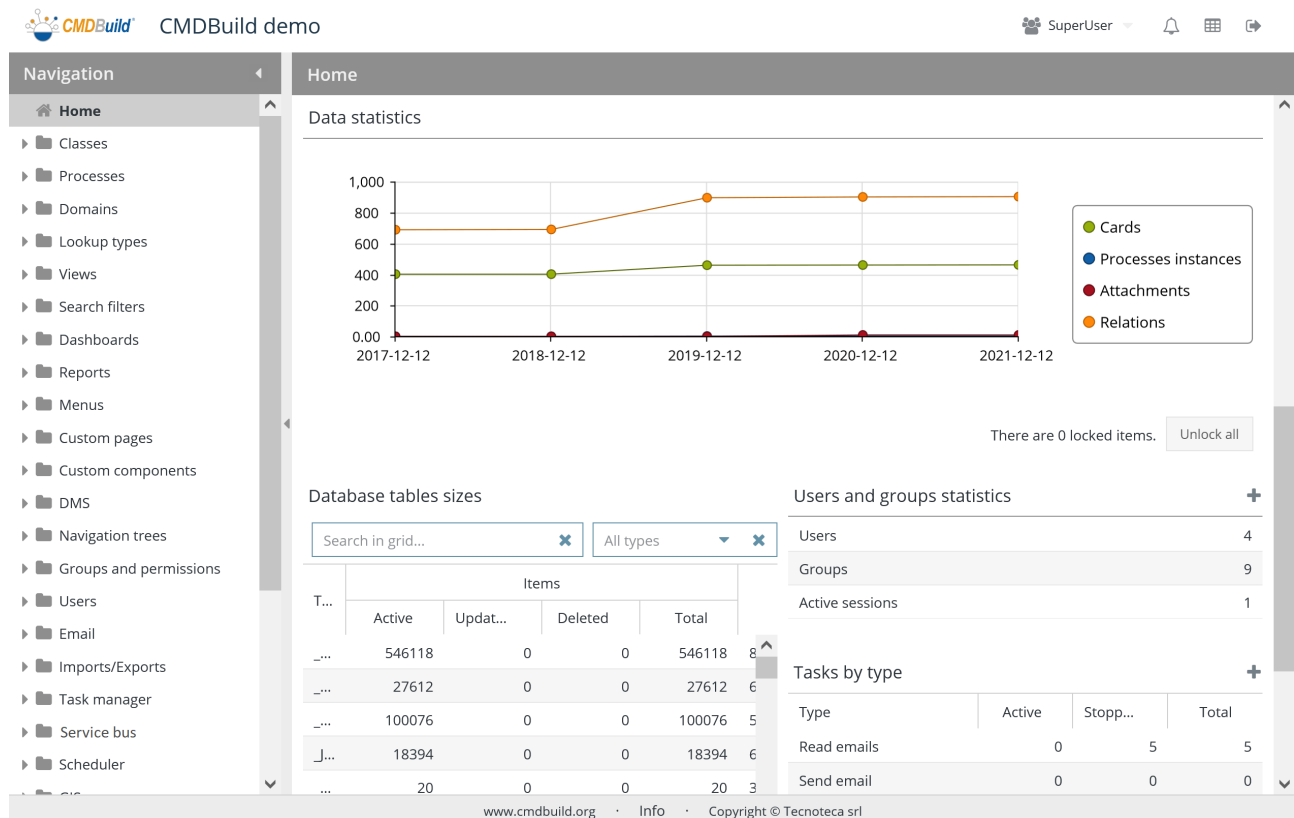 CMDBuild CMDBuild demo SuperUser
Navigation
Home
Classes
Processes
Domains
Lookup types
Views
Search filters
Dashboards
Reports
Menus
Custom pages
Custom components
DMS
Navigation trees
Groups and permissions
Users
Email
Imports/Exports
Task manager
Service bus
Scheduler
Home
Data statistics
1,000
800
600
400
200
0.00
2017-12-12 2018-12-12 2019-12-12 2020-12-12 2021-12-12
Cards
Processes instances
Attachments
Relations
There are 0 locked items. Unlock all
Database tables sizes
Search in grid... All types
T... Items
Active Updat... Deleted Total
_... 546118 0 0 546118 8
_... 27612 0 0 27612 6
_... 100076 0 0 100076 5
_J... 18394 0 0 18394 6
... 20 0 0 20 3
Users and groups statistics
Users 4
Groups 9
Active sessions 1
Tasks by type
Type Active Stopp... Total
Read emails 0 5 5
Send email 0 0 0
www.cmdbuild.org · Info · Copyright © Tecnoteca srl